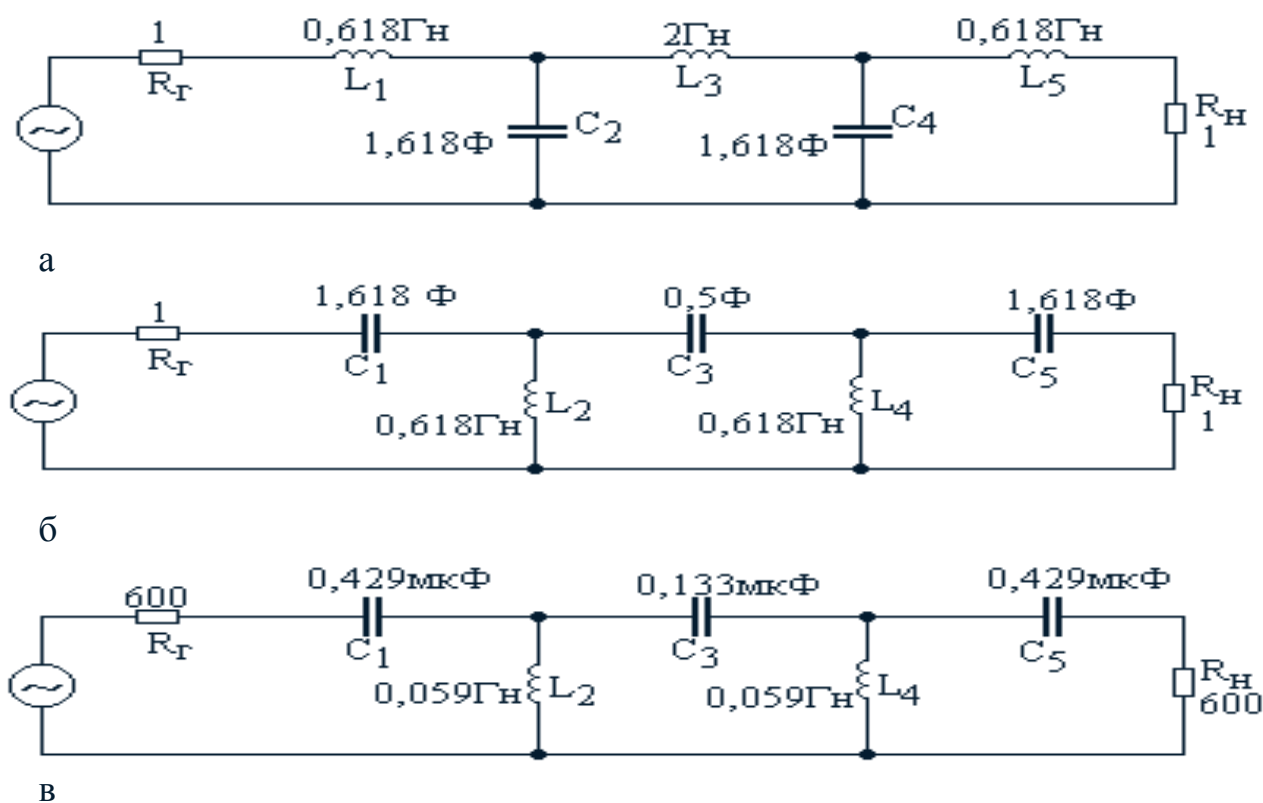 1 0,618Гн 2Гн 0,618Гн
Rг L1 L3 L5 Rн
1,618Ф C2 1,618Ф C4 1
а
1 1,618 Ф 0,5Ф 1,618Ф
Rг C1 C3 C5 Rн
0,618Гн L2 0,618Гн L4 1
б
600 0,429мкФ 0,133мкФ 0,429мкФ
Rг C1 C3 C5 Rн
0,059Гн L2 0,059Гн L4 600
в